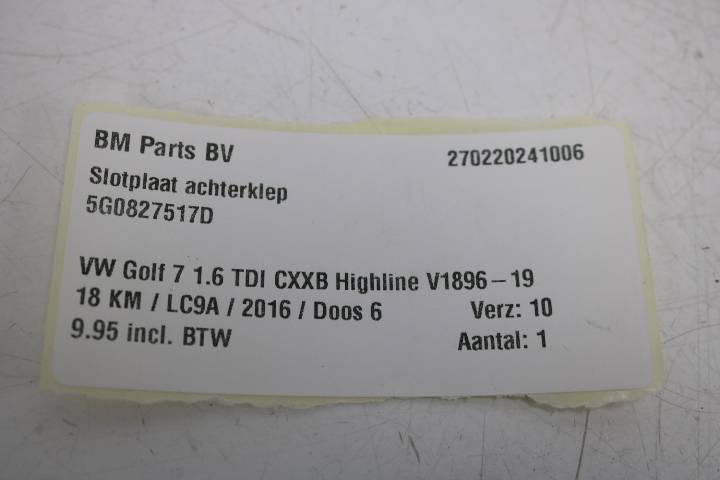 BM Parts BV 270220241006
Slotplaat achterklep
5G0827517D
VW Golf 7 1.6 TDI CXXB Highline V1896-19
18 KM / LC9A / 2016 / Doos 6 Verz: 10
9.95 incl. BTW Aantal: 1